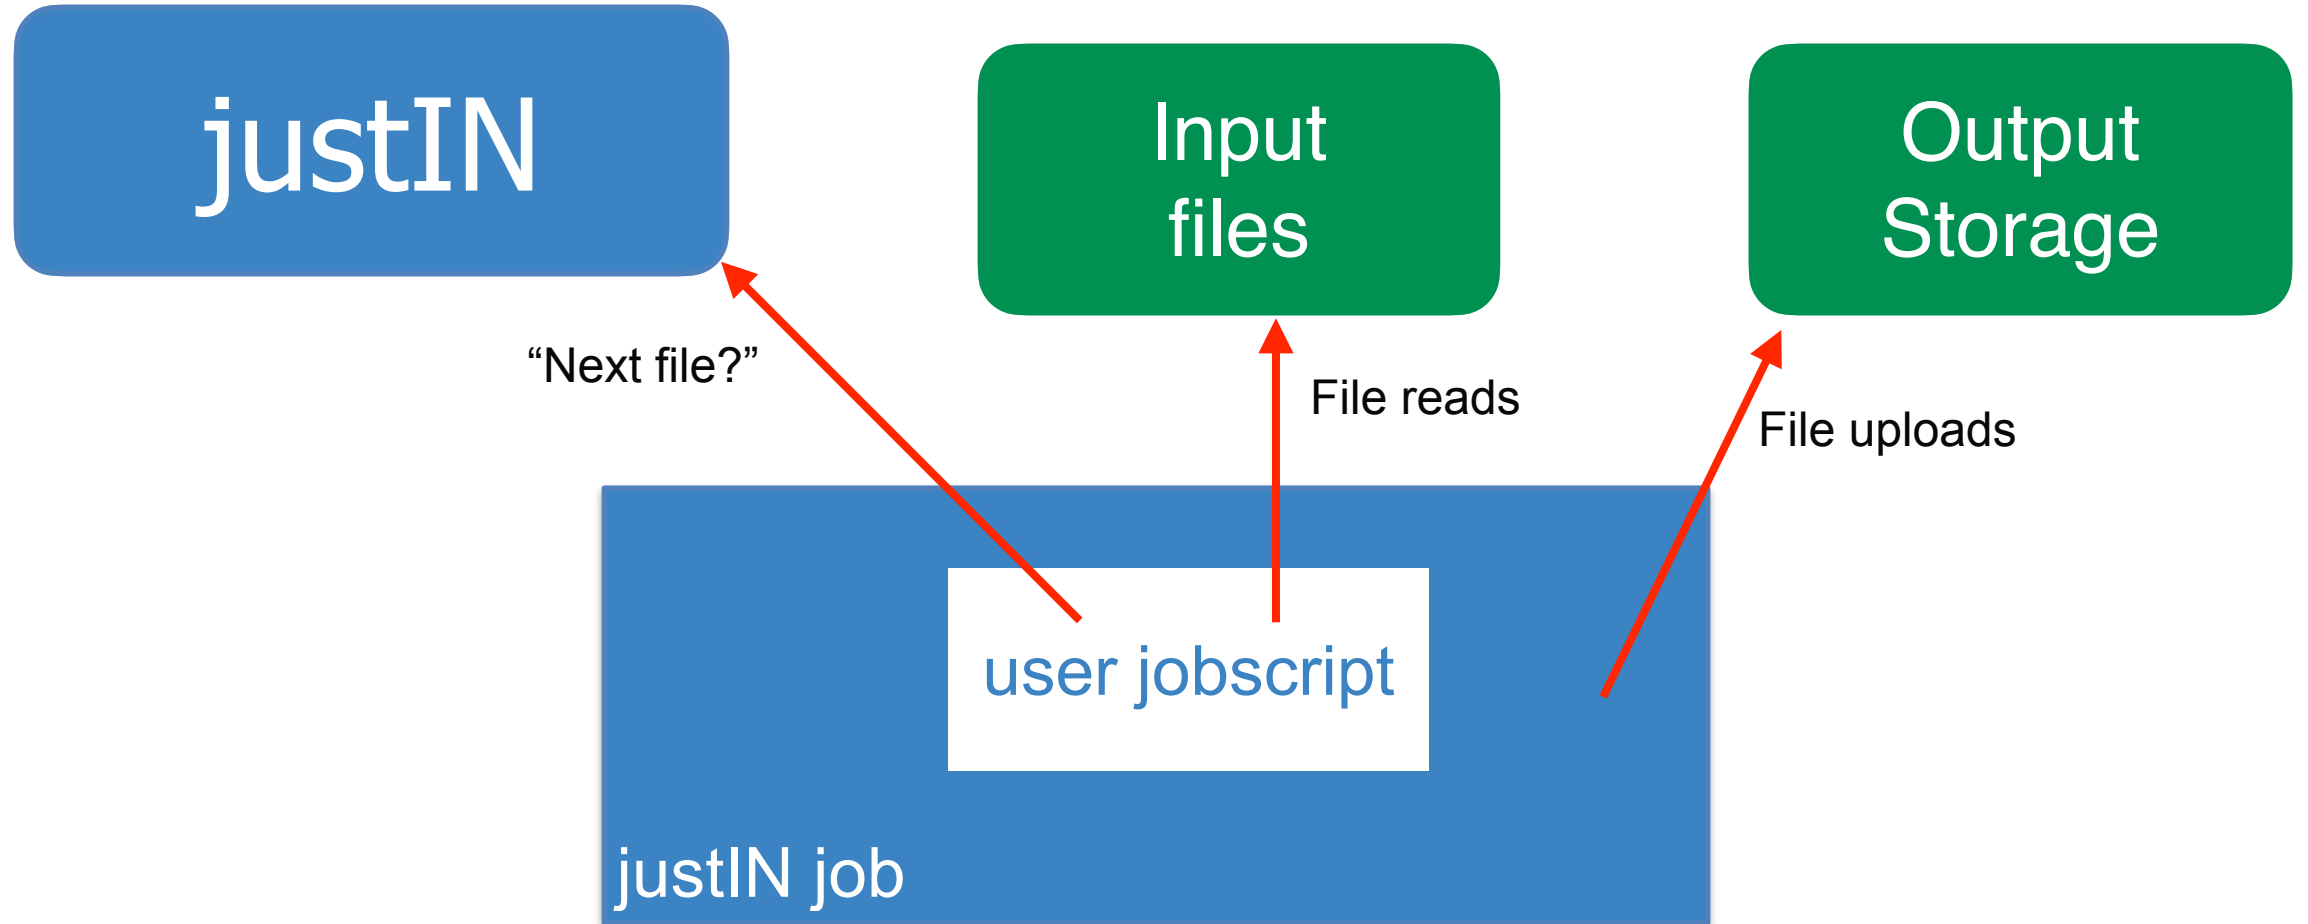 justIN
Input
files
Output
Storage
“Next file?”
File reads
File uploads
user jobscript
justIN job